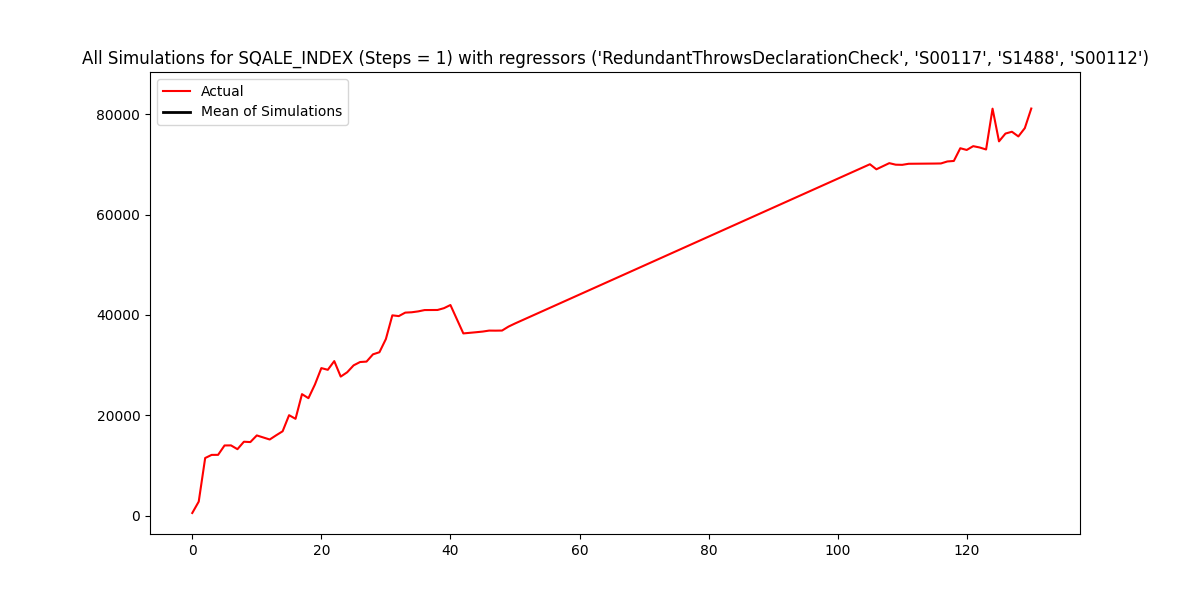 All Simulations for SQALE_INDEX (Steps = 1) with regressors ('RedundantThrowsDeclarationCheck', 'S00117', 'S1488', 'S00112')
Actual
Mean of Simulations
80000
60000
40000
20000
0
0 20 40 60 80 100 120